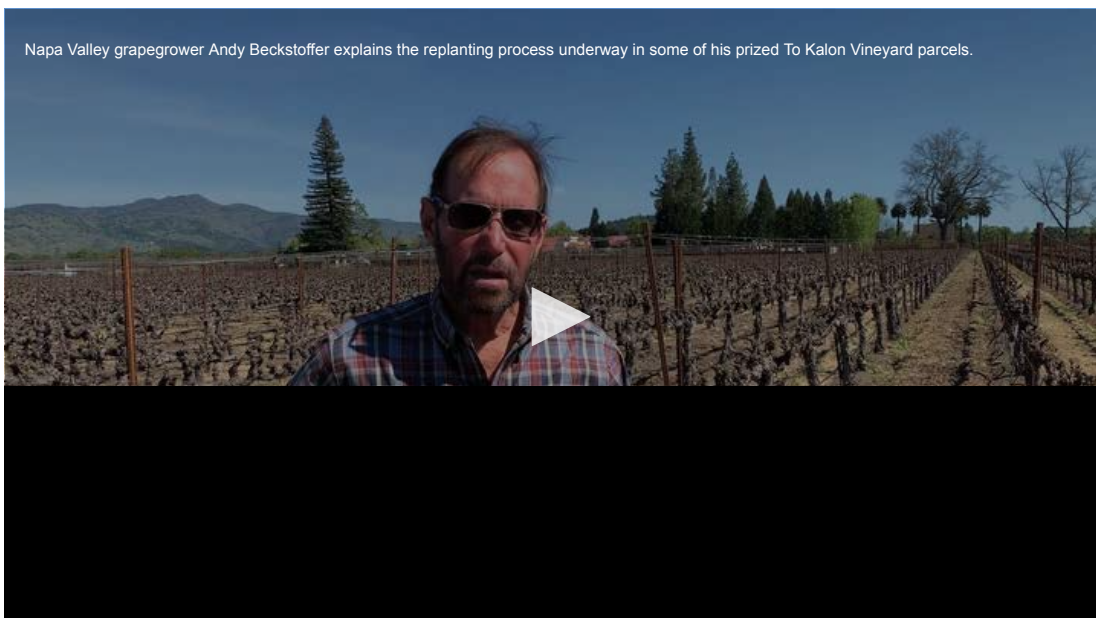 Napa Valley grapegrower Andy Beckstoffer explains the replanting process underway in some of his prized To Kalon Vineyard parcels.